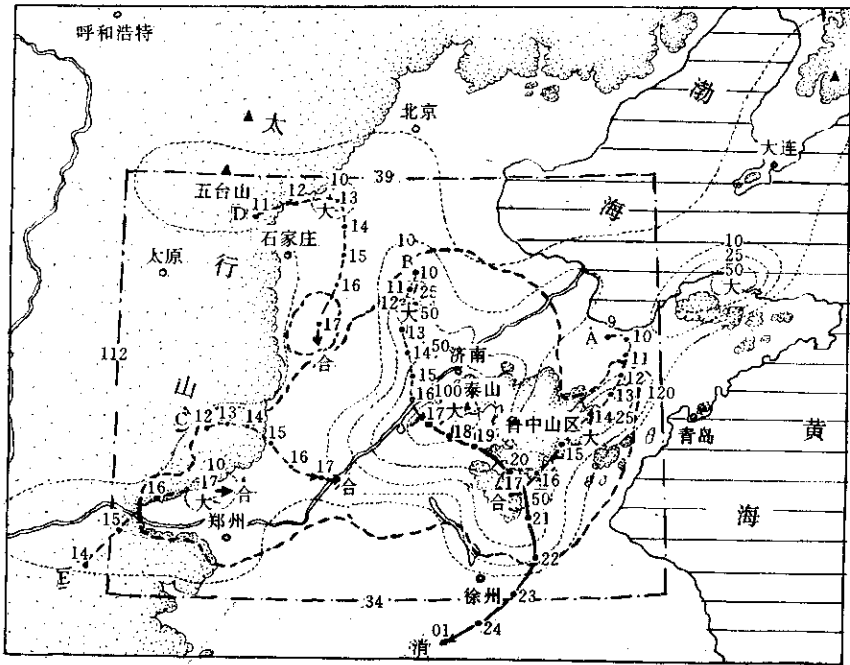 呼和浩特
渤
太
北京
大连
五台山
39
海
10
11
12
10
13
D
大
14
石家庄
太原
行
15
16
17
合
10
B
10
11
25
12
大
50
13
14
50
济南
15
16
100
泰山
17
大
18
19
鲁中山区
10
25
50
大
9
A
10
11
12
13
120
14
25
大
15
青岛
黄
112
山
C
12
13
14
15
16
17
合
10
16
17
大
合
15
郑州
14
E
20
17
16
合
50
21
海
22
徐州
34
23
01
24
消